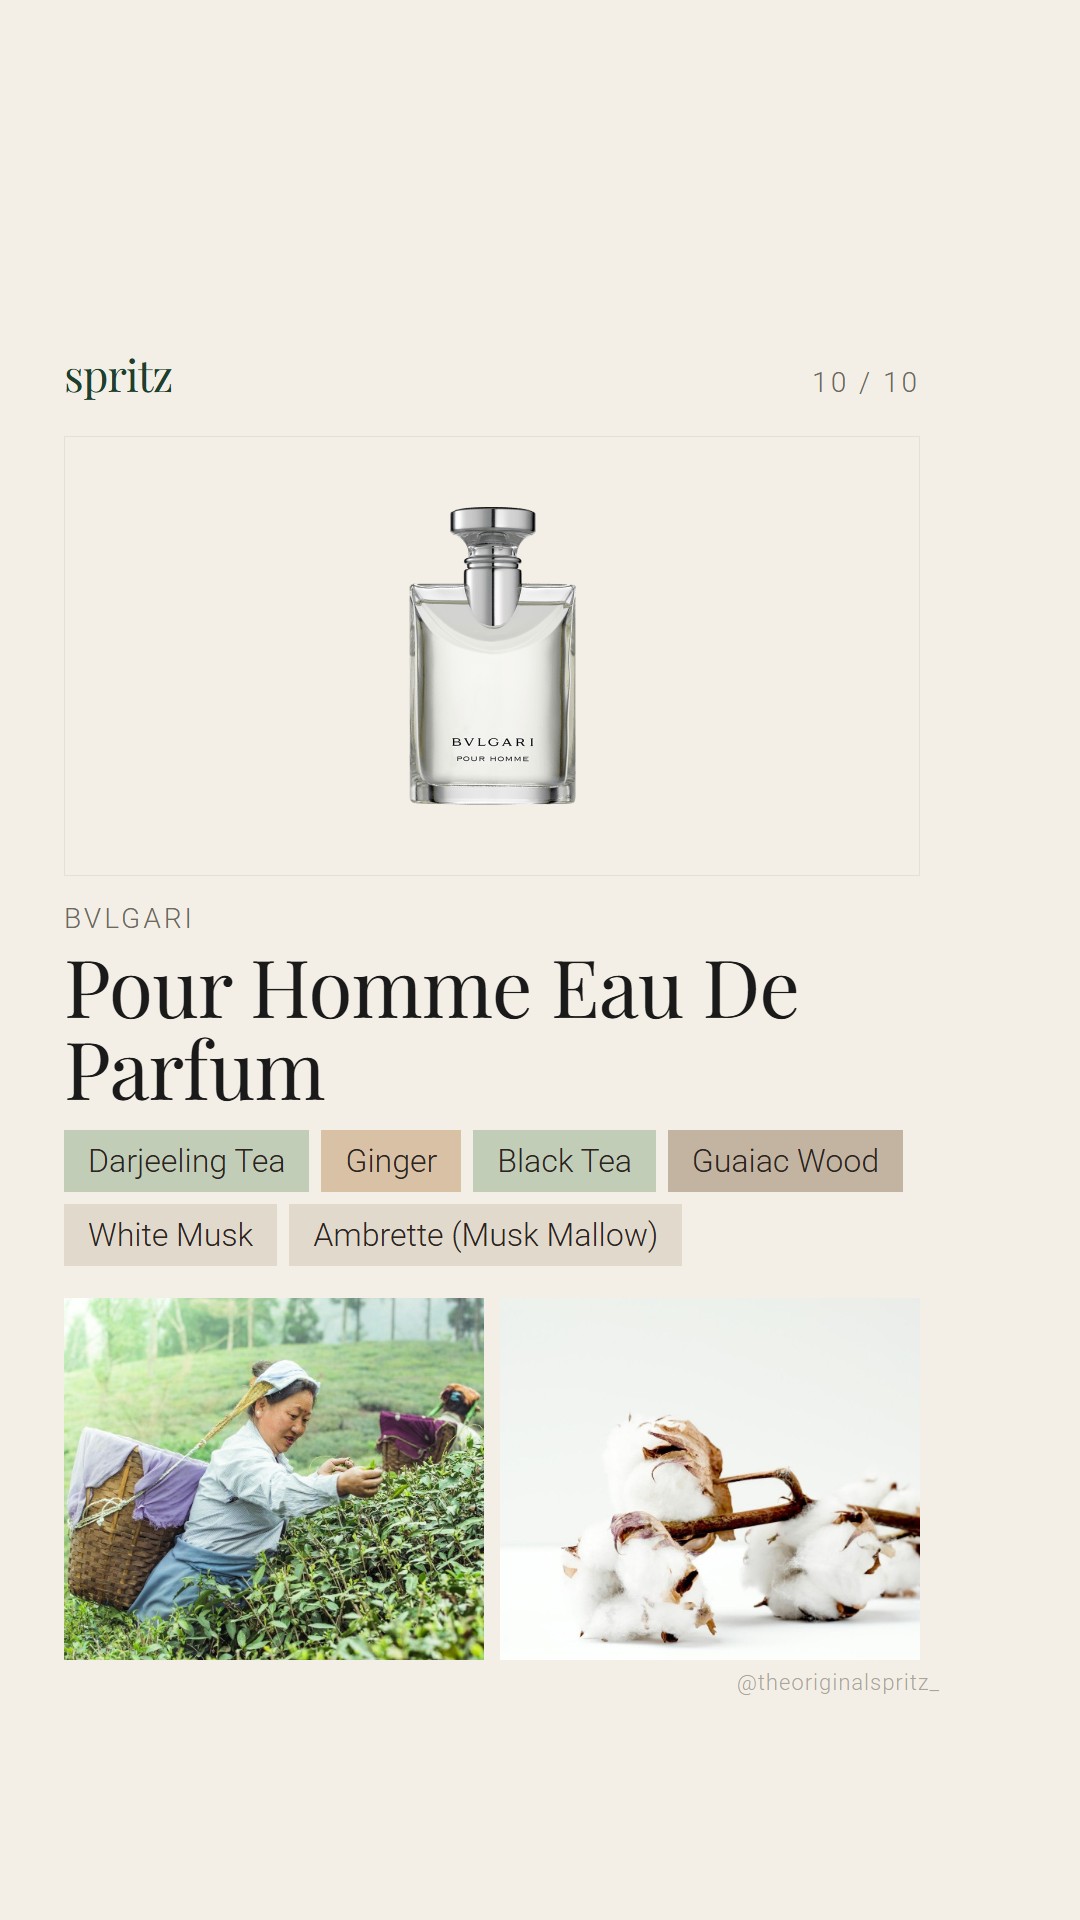 spritz
10 / 10
BVLGARI
POUR HOMME
BVLGARI
Pour Homme Eau De
Parfum
Darjeeling Tea Ginger Black Tea Guaiac Wood
White Musk Ambrette (Musk Mallow)
@theoriginalspritz_